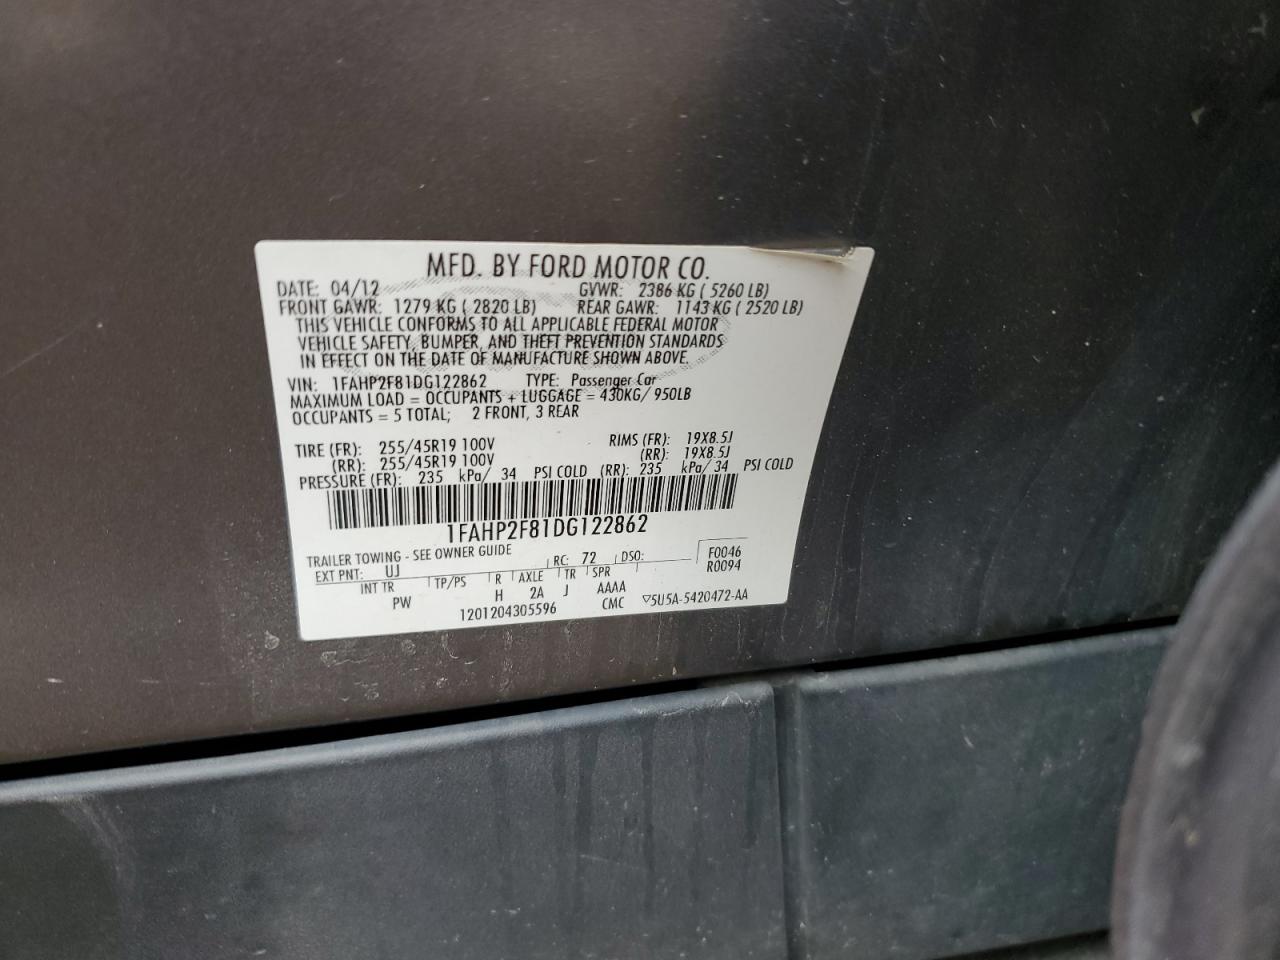 MFD. BY FORD MOTOR CO.
DATE: 04/12 GVWR: 2386 KG ( 5260 LB)
FRONT GAWR: 1279 KG ( 2820 LB) REAR GAWR: 1143 KG ( 2520 LB)
THIS VEHICLE CONFORMS TO ALL APPLICABLE FEDERAL MOTOR
VEHICLE SAFETY, BUMPER, AND THEFT PREVENTION STANDARDS
IN EFFECT ON THE DATE OF MANUFACTURE SHOWN ABOVE.
VIN: 1FAHP2F81DG122862 TYPE: Passenger Car
MAXIMUM LOAD = OCCUPANTS + LUGGAGE = 430KG/ 950LB
OCCUPANTS = 5 TOTAL; 2 FRONT, 3 REAR
TIRE (FR): 255/45R19 100V RIMS (FR): 19X8.5J
(RR): 255/45R19 100V (RR): 19X8.5J
PRESSURE (FR): 235 kPa/ 34 PSI COLD (RR): 235 kPa/ 34 PSI COLD
1FAHP2F81DG122862
TRAILER TOWING - SEE OWNER GUIDE
EXT PNT: UJ RC: 72 DSO: F0046
R0094
INT TR TP/PS R AXLE TR SPR
PW H 2A J AAAA
1201204305596 CMC ▽5U5A-5420472-AA